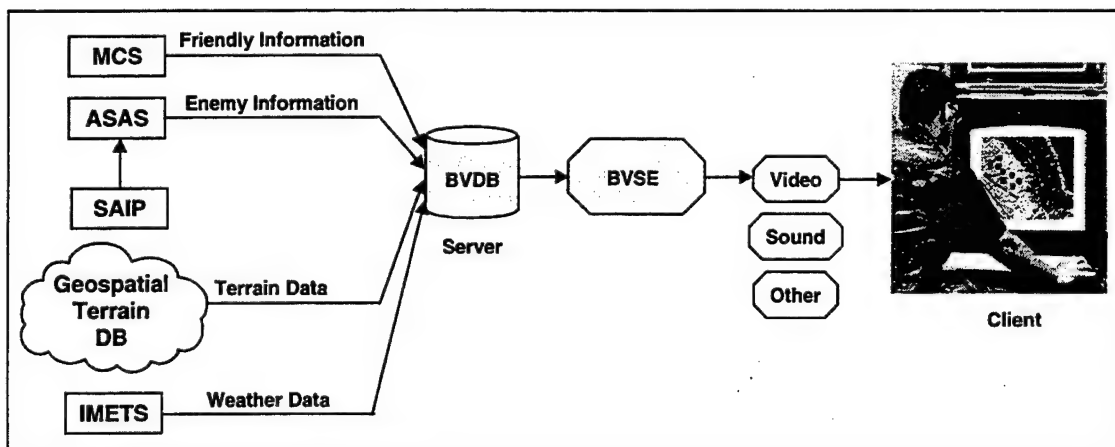 MCS
Friendly Information
ASAS
Enemy Information
SAIP
Geospatial
Terrain
DB
Terrain Data
IMETS
Weather Data
BVDB
Server
BVSE
Video
Sound
Other
Client